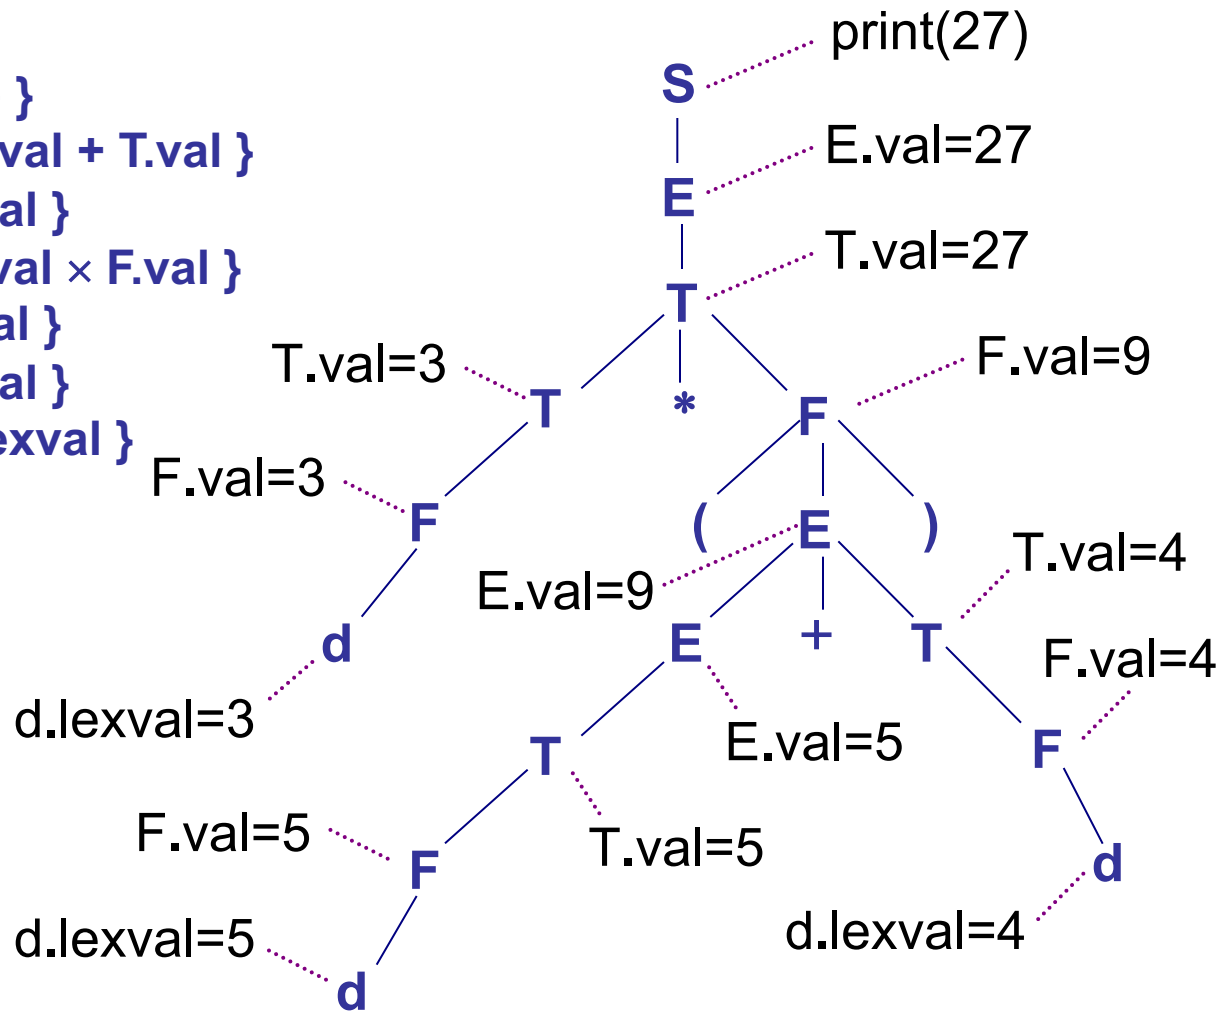 print(27)
S
}
val + T.val }
E.val=27
E
al }
T.val=27
val × F.val }
T
al }
T.val=3
F.val=9
al }
T
*
F
exval }
F.val=3
F
(
E
)
T.val=4
E.val=9
d
E
+
T
F.val=4
d.lexval=3
E.val=5
T
F
F.val=5
T.val=5
F
d
d.lexval=5
d.lexval=4
d